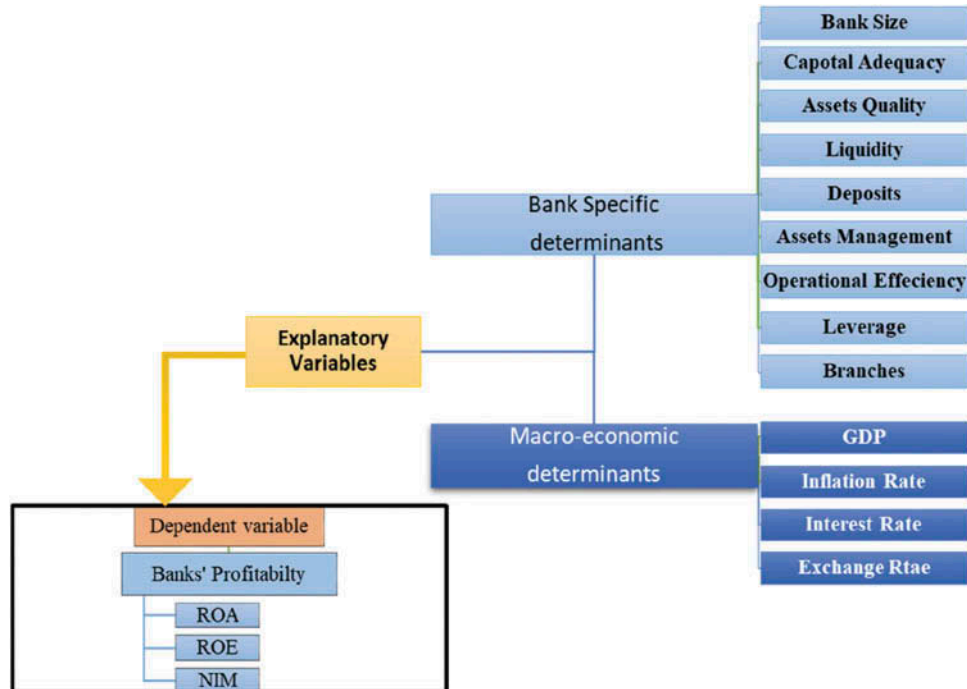 Bank Size
Capotal Adequacy
Assets Quality
Liquidity
Deposits
Assets Management
Operational Effeciency
Leverage
Branches
Bank Specific
determinants
Explanatory
Variables
Macro-economic
determinants
GDP
Inflation Rate
Interest Rate
Exchange Rtae
Dependent variable
Banks' Profitabilty
ROA
ROE
NIM